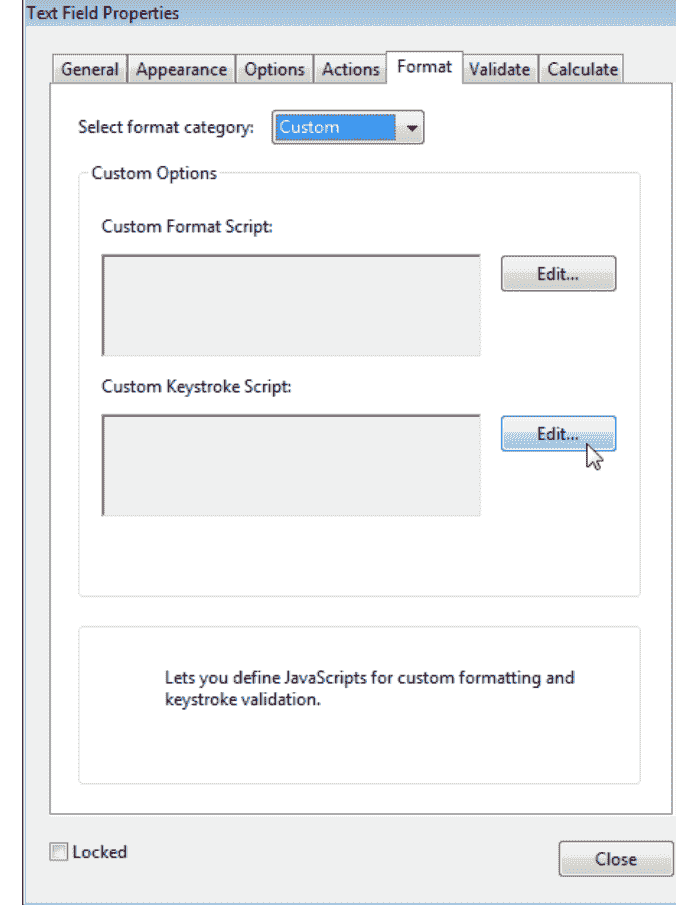 Text Field Properties
General Appearance Options Actions Format Validate Calculate
Select format category: Custom
Custom Options
Custom Format Script:
Edit...
Custom Keystroke Script:
Edit...
Lets you define JavaScripts for custom formatting and
keystroke validation.
Locked
Close